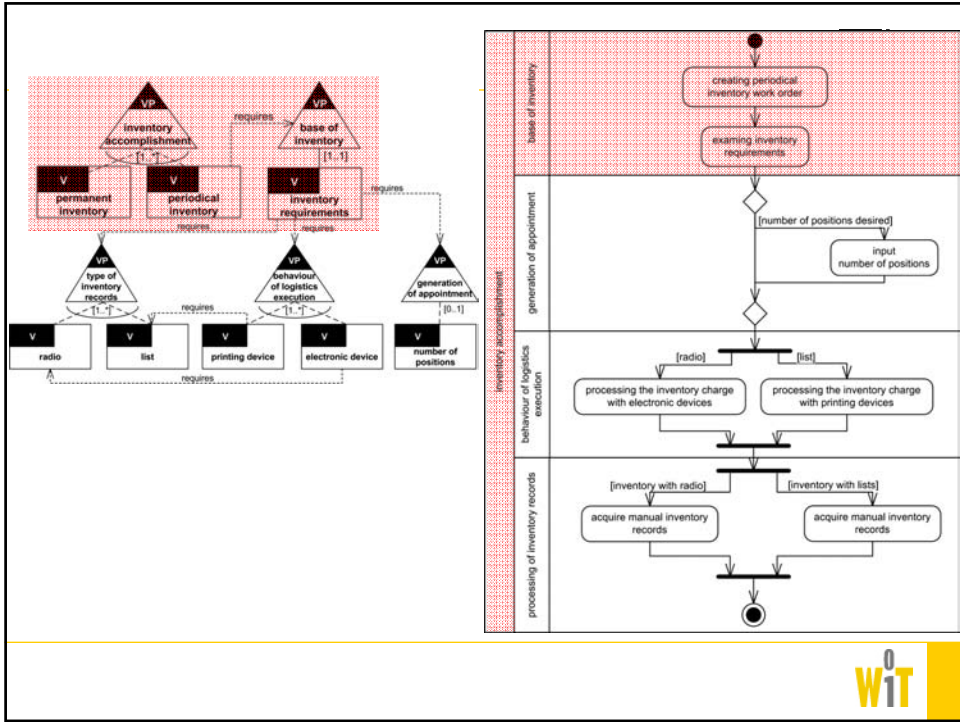 VP
inventory
accomplishment
[1..*]
requires
VP
base of
inventory
[1..1]
V
permanent
inventory
V
periodical
inventory
V
inventory
requirements
requires
requires
requires
VP
type of
inventory
records
[1..*]
VP
behaviour
of logistics
execution
[1..*]
VP
generation
of appointment
[0..1]
requires
V
radio
V
list
V
printing device
V
electronic device
V
number of
positions
requires
inventory accomplishment
base of inventory
creating periodical
inventory work order
examing inventory
requirements
generation of appointment
[number of positions desired]
input
number of positions
behaviour of logistics
execution
[radio]
[list]
processing the inventory charge
with electronic devices
processing the inventory charge
with printing devices
processing of inventory records
[inventory with radio]
[inventory with lists]
acquire manual inventory
records
acquire manual inventory
records
W01T